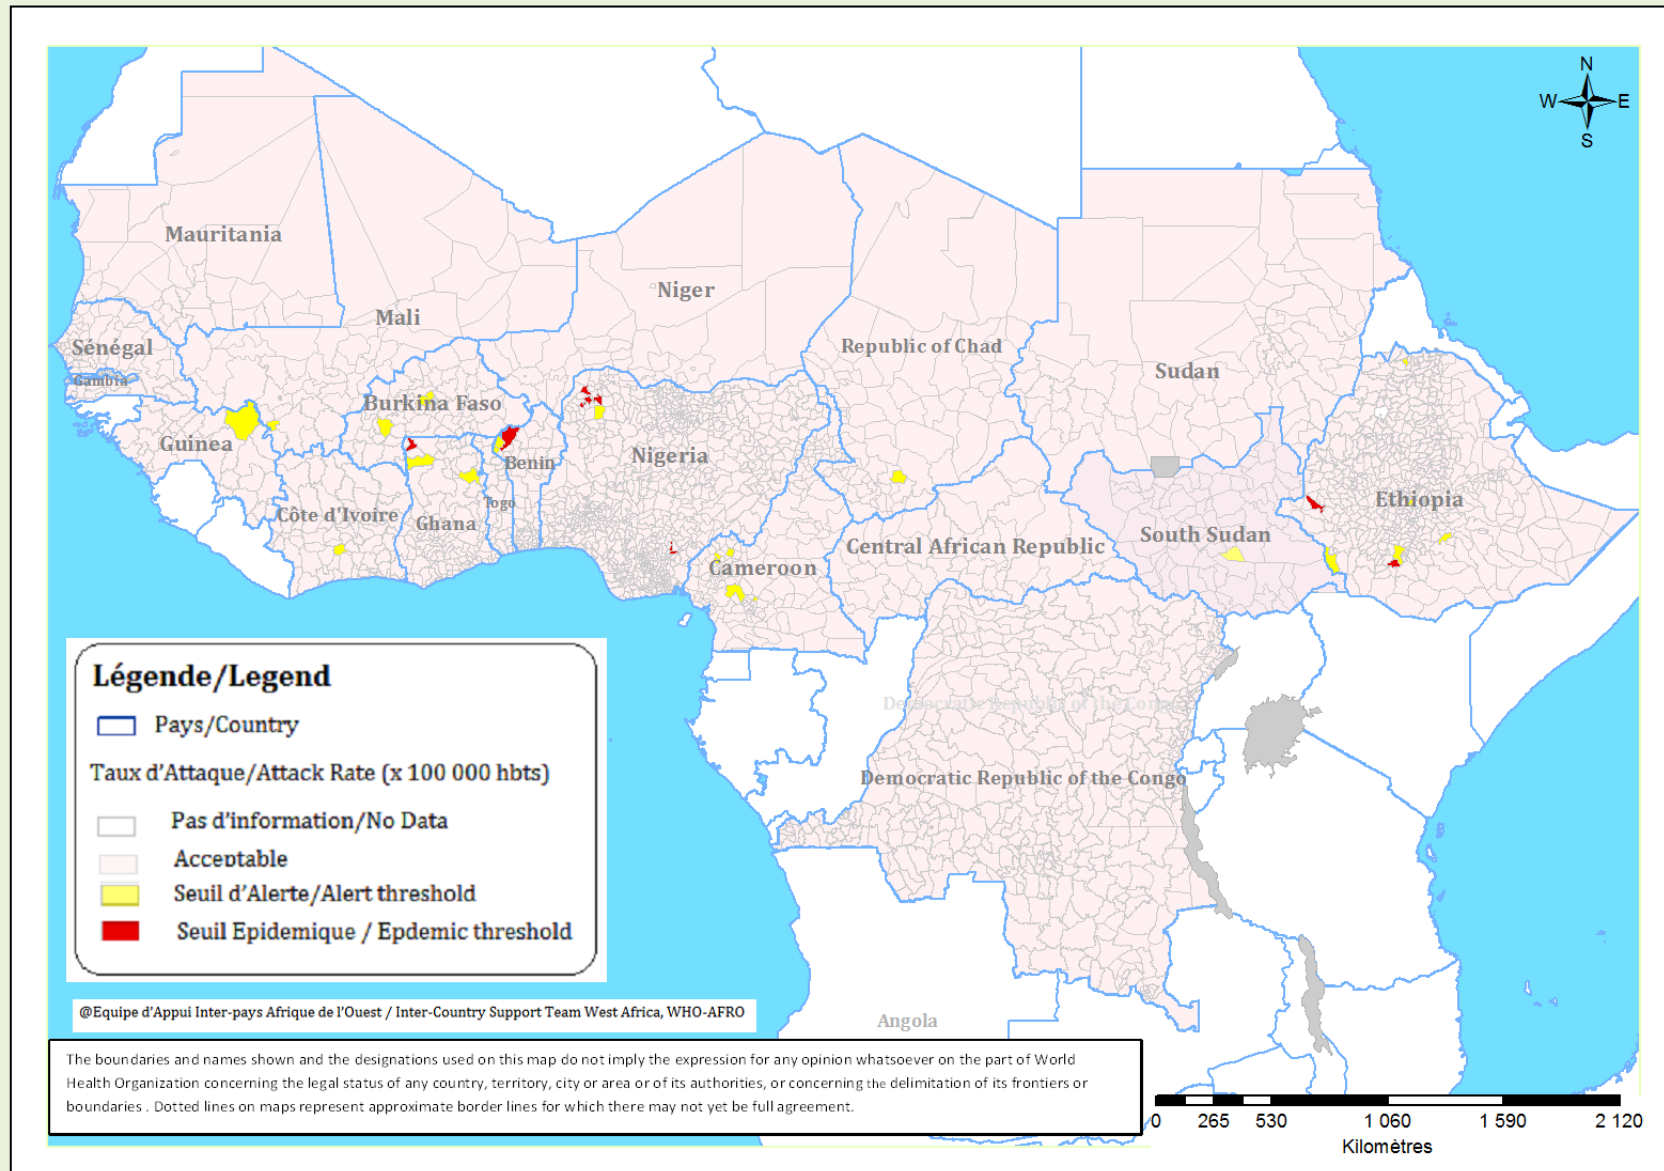 N
W E
S
Mauritania
Niger
Mali
Sénégal
Republic of Chad
Sudan
Gambia
Burkina Faso
Guinea
Nigeria
Benin
Ethiopia
Togo
Côte d'Ivoire
Ghana
South Sudan
Central African Republic
Cameroon
Democratic Republic of the Congo
Democratic Republic of the Congo
Angola
Légende/Legend
Pays/Country
Taux d'Attaque/Attack Rate (x 100 000 hbts)
Pas d'information/No Data
Acceptable
Seuil d'Alerte/Alert threshold
Seuil Epidemique / Epdemic threshold
@Equipe d'Appui Inter-pays Afrique de l'Ouest / Inter-Country Support Team West Africa, WHO-AFRO
The boundaries and names shown and the designations used on this map do not imply the expression for any opinion whatsoever on the part of World
Health Organization concerning the legal status of any country, territory, city or area or of its authorities, or concerning the delimitation of its frontiers or
boundaries . Dotted lines on maps represent approximate border lines for which there may not yet be full agreement.
0 265 530 1 060 1 590 2 120
Kilomètres